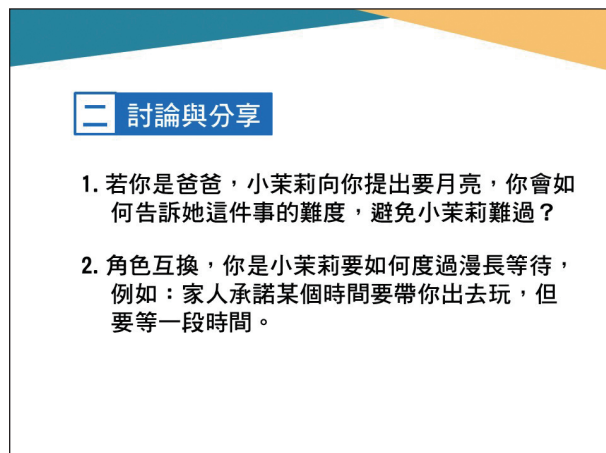 二 討論與分享
1. 若你是爸爸，小茉莉向你提出要月亮，你會如
何告訴她這件事的難度，避免小茉莉難過？
2. 角色互換，你是小茉莉要如何度過漫長等待，
例如：家人承諾某個時間要帶你出去玩，但
要等一段時間。